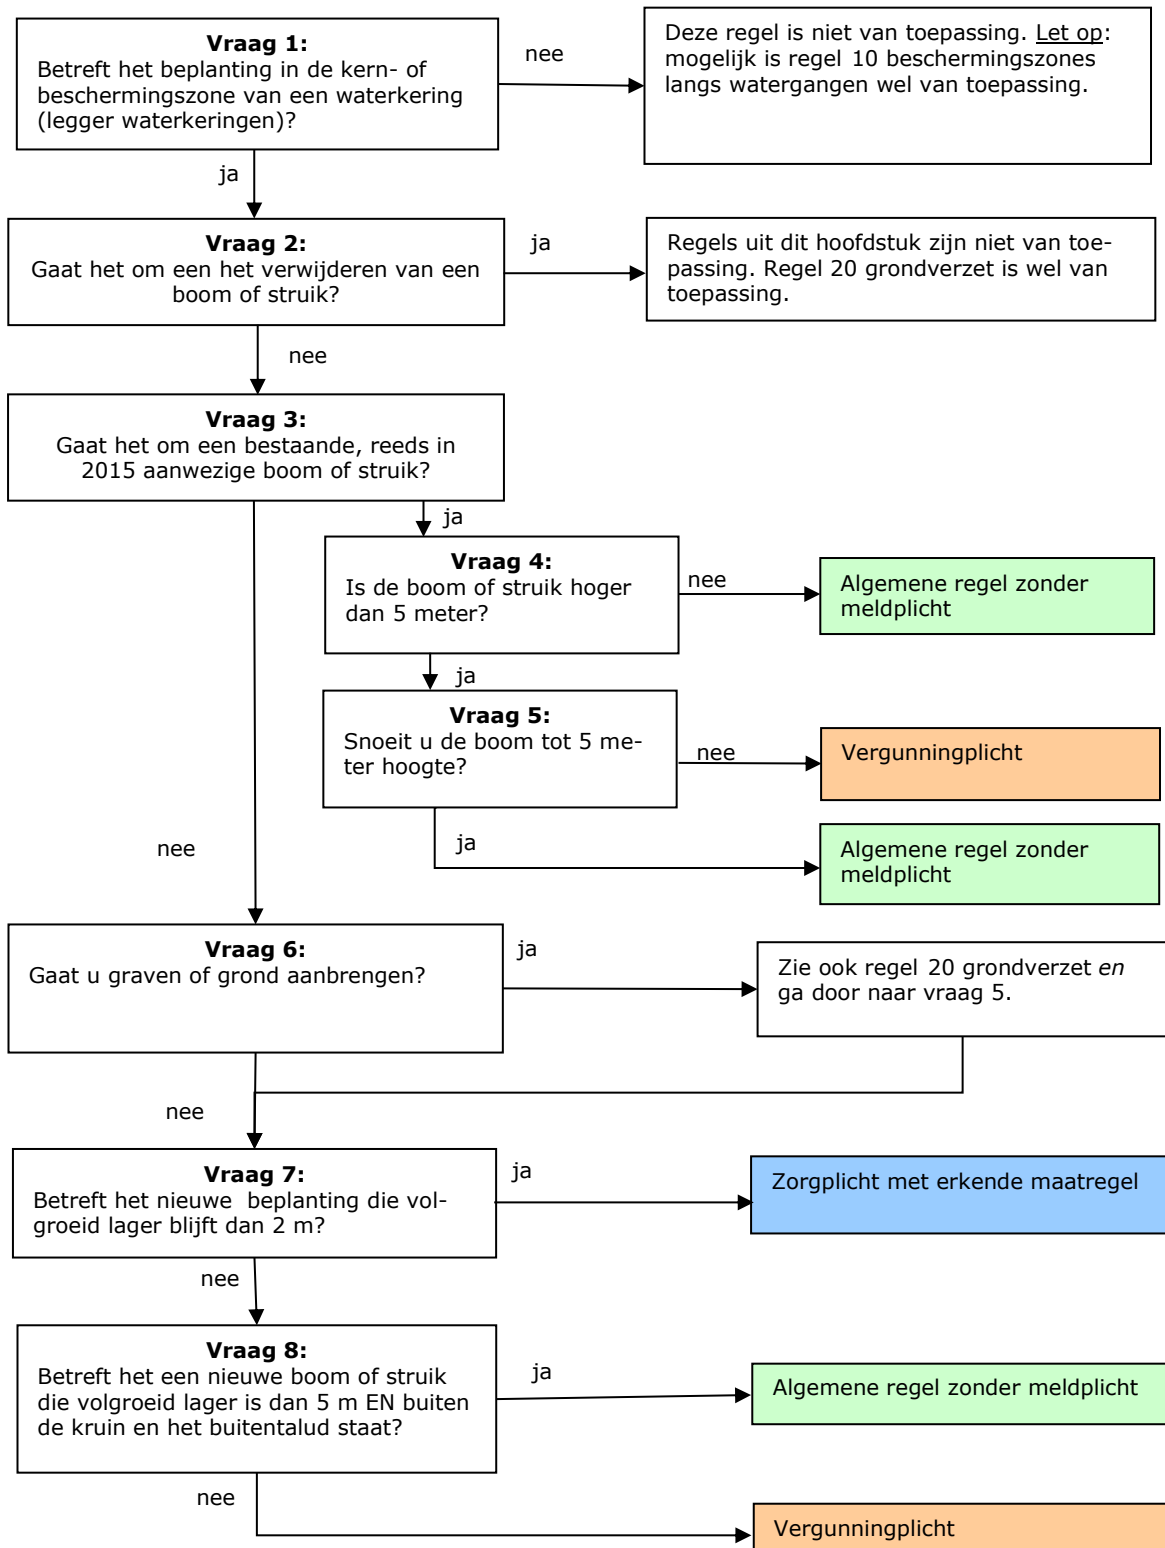 Vraag 1:
Betreft het beplanting in de kern- of
beschermingszone van een waterkering
(legger waterkeringen)?
nee
Deze regel is niet van toepassing. Let op:
mogelijk is regel 10 beschermingszones
langs watergangen wel van toepassing.
ja
Vraag 2:
Gaat het om een het verwijderen van een
boom of struik?
ja
Regels uit dit hoofdstuk zijn niet van toe-
passing. Regel 20 grondverzet is wel van
toepassing.
nee
Vraag 3:
Gaat het om een bestaande, reeds in
2015 aanwezige boom of struik?
ja
Vraag 4:
Is de boom of struik hoger
dan 5 meter?
nee
Algemene regel zonder
meldplicht
ja
Vraag 5:
Snoeit u de boom tot 5 me-
ter hoogte?
nee
Vergunningplicht
ja
Algemene regel zonder
meldplicht
nee
Vraag 6:
Gaat u graven of grond aanbrengen?
ja
Zie ook regel 20 grondverzet en
ga door naar vraag 5.
nee
Vraag 7:
Betreft het nieuwe  beplanting die vol-
groeid lager blijft dan 2 m?
ja
Zorgplicht met erkende maatregel
nee
Vraag 8:
Betreft het een nieuwe boom of struik
die volgroeid lager is dan 5 m EN buiten
de kruin en het buitentalud staat?
ja
Algemene regel zonder meldplicht
nee
Vergunningplicht